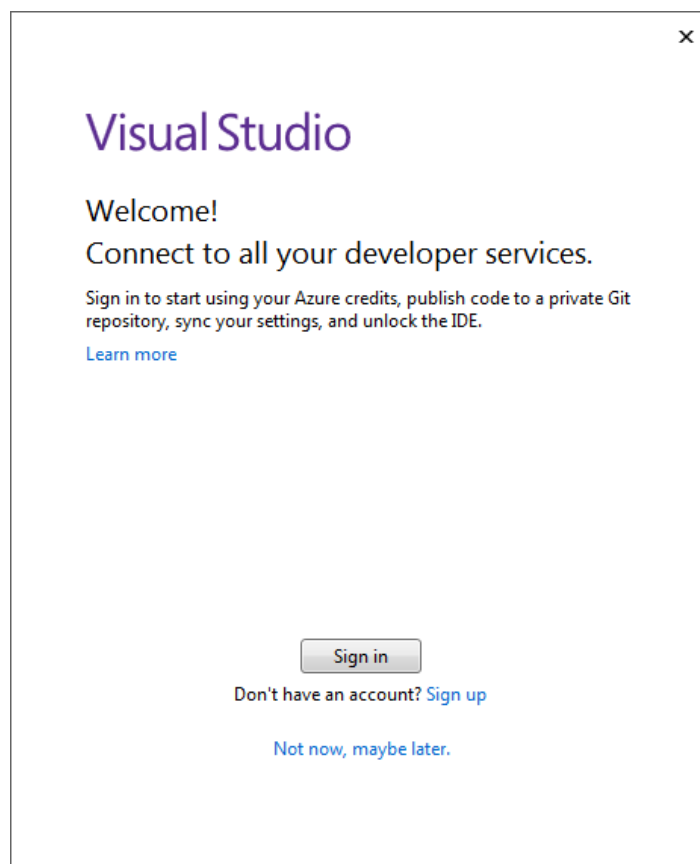 Visual Studio
Welcome!
Connect to all your developer services.
Sign in to start using your Azure credits, publish code to a private Git
repository, sync your settings, and unlock the IDE.
Learn more
Sign in
Don't have an account? Sign up
Not now, maybe later.